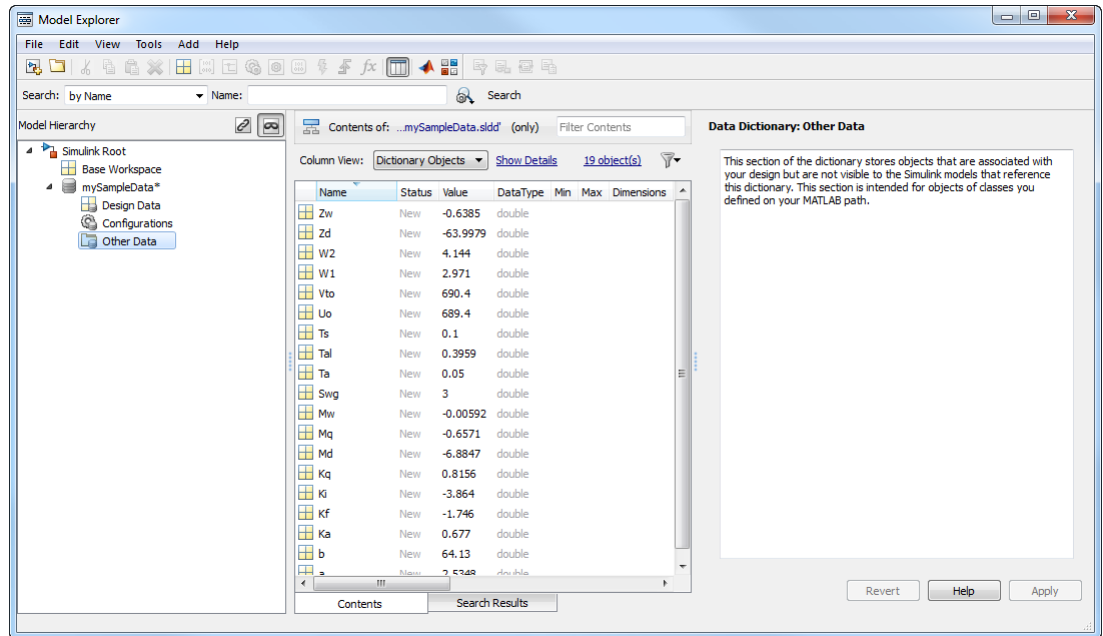 Model Explorer
File Edit View Tools Add Help
Search: by Name Name: Search
Model Hierarchy
Simulink Root
Base Workspace
mySampleData*
Design Data
Configurations
Other Data
Contents of: ...mySampleData.sldd' (only) Filter Contents
Column View: Dictionary Objects Show Details 19 object(s)
Name Status Value DataType Min Max Dimensions
Zw New -0.6385 double
Zd New -63.9979 double
W2 New 4.144 double
W1 New 2.971 double
Vto New 690.4 double
Uo New 689.4 double
Ts New 0.1 double
Tal New 0.3959 double
Ta New 0.05 double
Swg New 3 double
Mw New -0.00592 double
Mq New -0.6571 double
Md New -6.8847 double
Kq New 0.8156 double
Ki New -3.864 double
Kf New -1.746 double
Ka New 0.677 double
b New 64.13 double
a New 2.5348 double
Contents Search Results
Data Dictionary: Other Data
This section of the dictionary stores objects that are associated with
your design but are not visible to the Simulink models that reference
this dictionary. This section is intended for objects of classes you
defined on your MATLAB path.
Revert Help Apply